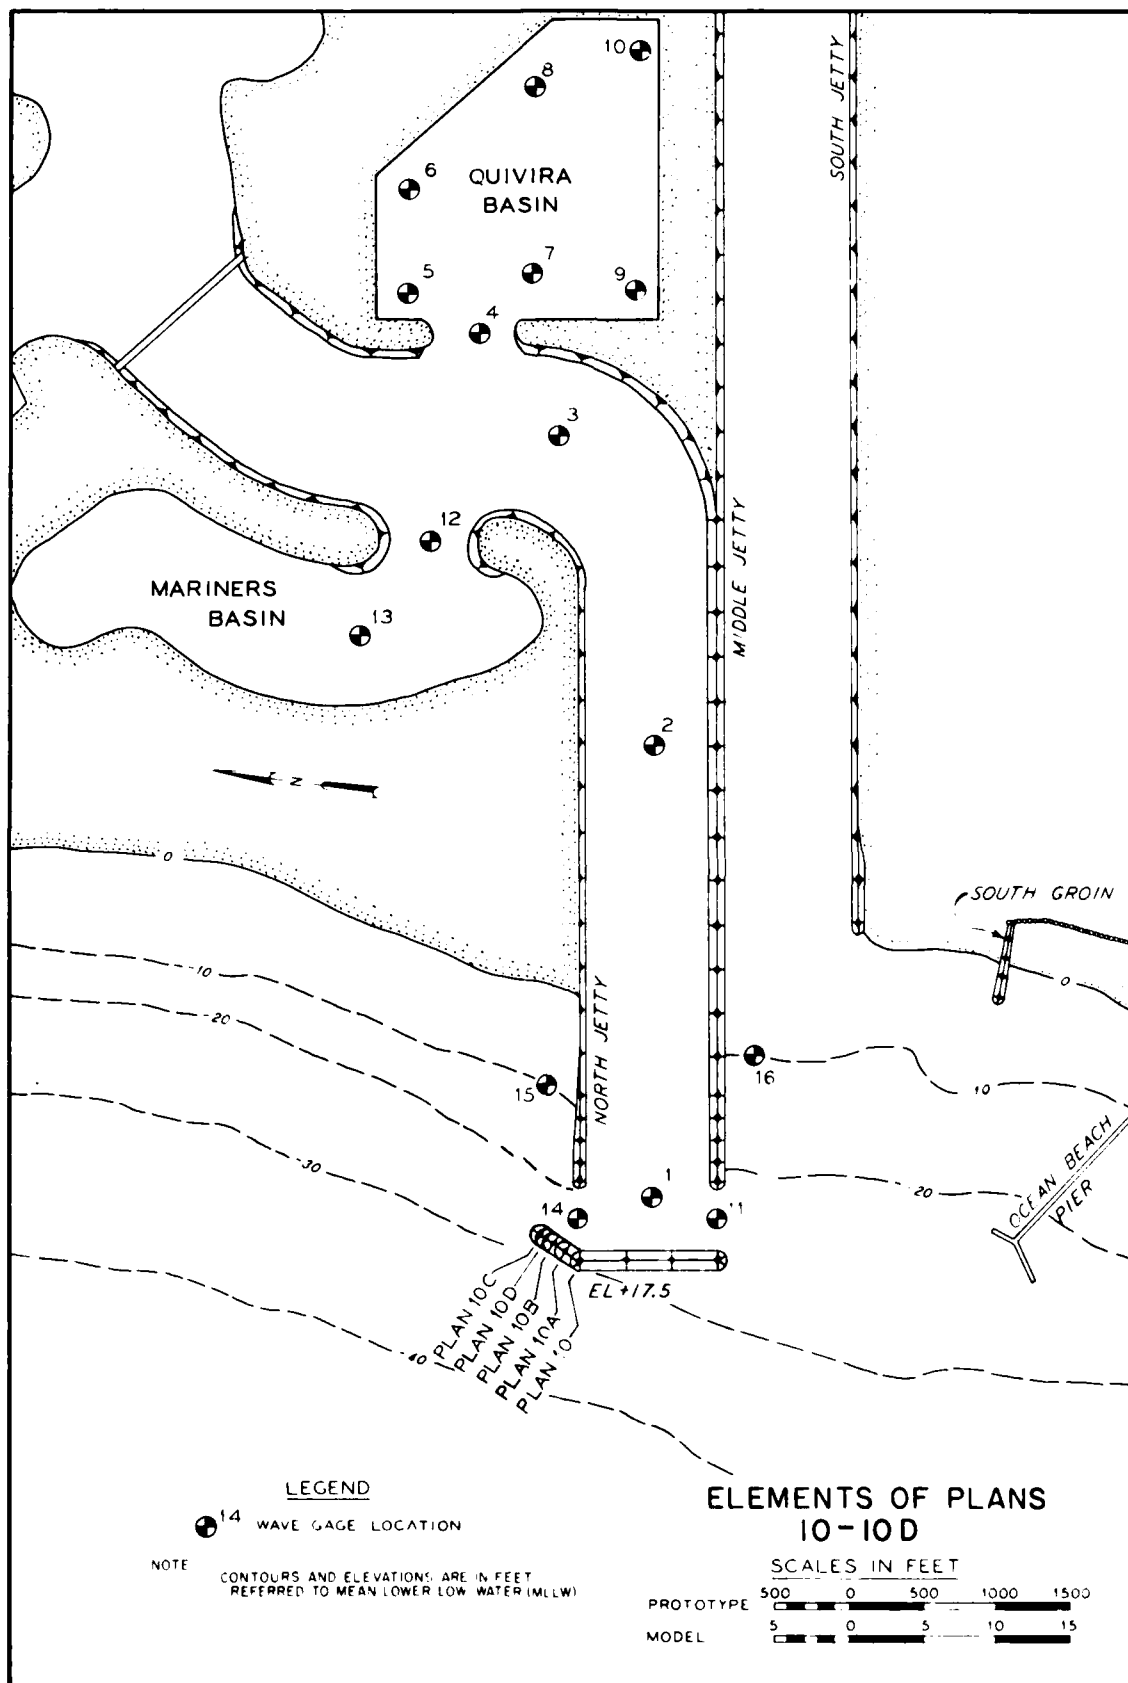 10
8
6
QUIVIRA
BASIN
SOUTH JETTY
7
5
9
4
3
12
MIDDLE JETTY
MARINERS
BASIN
13
2
N
0
SOUTH GROIN
-10
0
-20
NORTH JETTY
15
16
10
-30
1
14
11
20
OCEAN BEACH
PIER
EL +17.5
PLAN 10C
PLAN 10D
PLAN 10B
PLAN 10A
PLAN 10
-40
LEGEND
14 WAVE GAGE LOCATION
NOTE
CONTOURS AND ELEVATIONS ARE IN FEET
REFERRED TO MEAN LOWER LOW WATER (MLLW)
ELEMENTS OF PLANS
10-10D
SCALES IN FEET
PROTOTYPE 500 0 500 1000 1500
MODEL 5 0 5 10 15